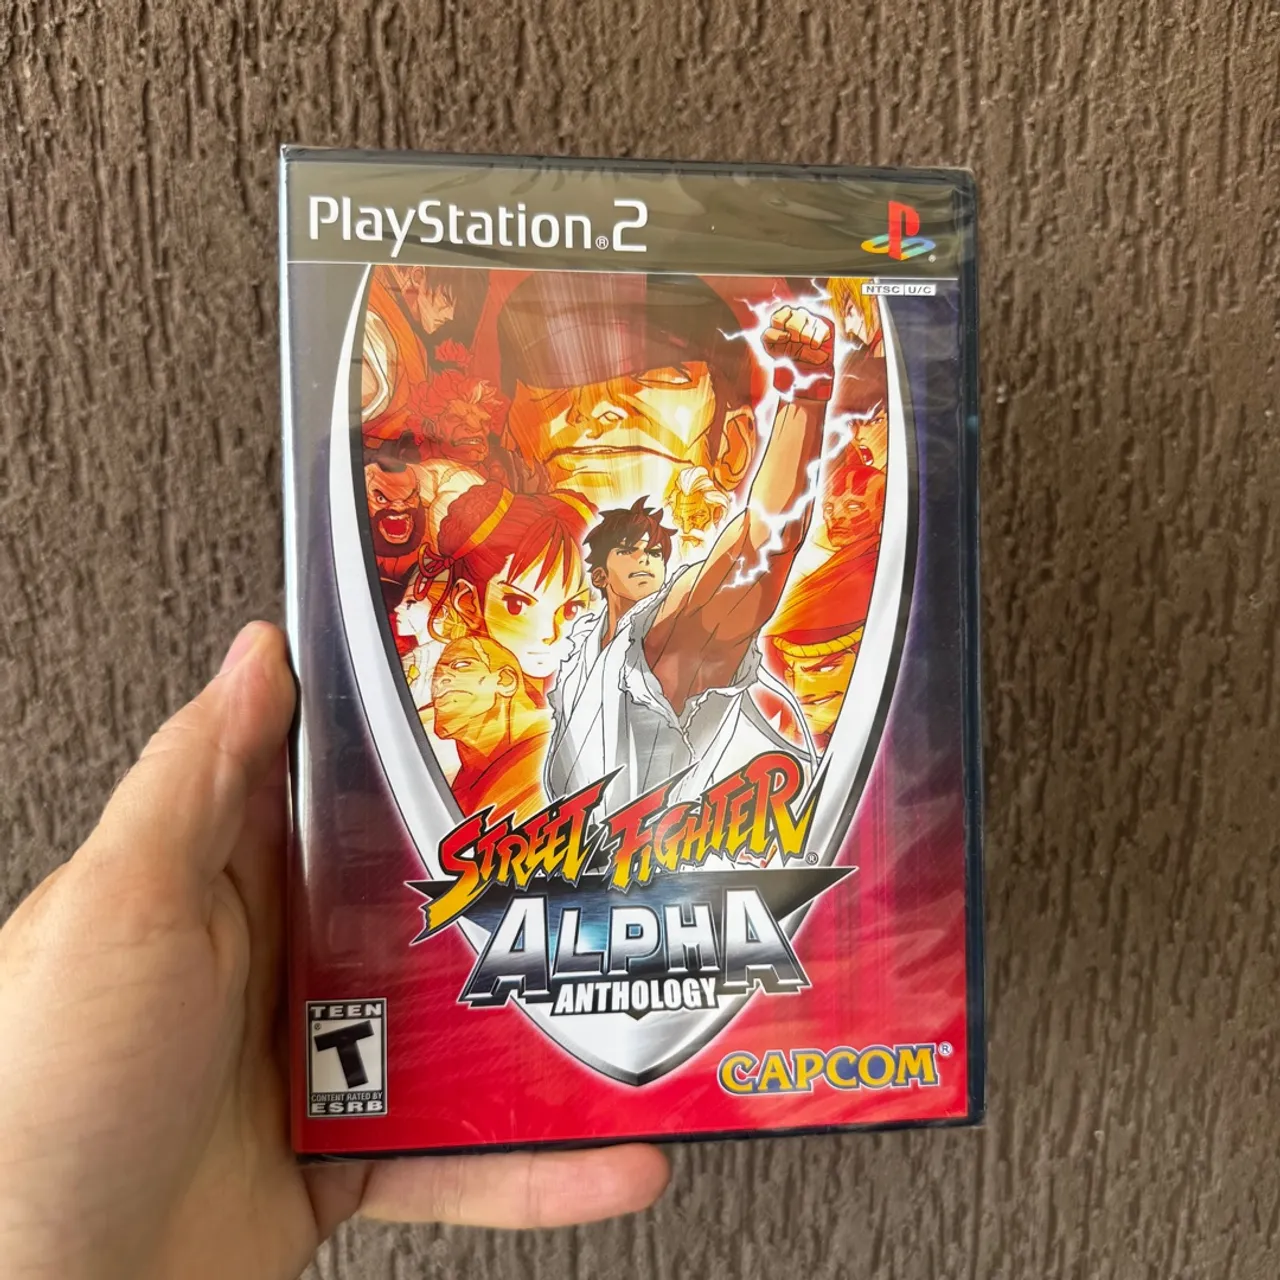 PlayStation®2
NTSC U/C
STREET FIGHTER®
ALPHA
ANTHOLOGY
TEEN
T
CONTENT RATED BY
ESRB
CAPCOM®